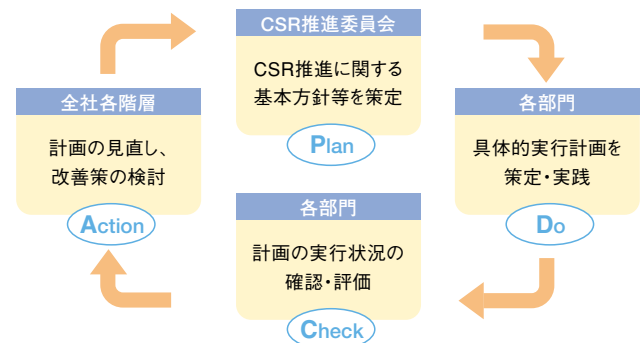 CSR推進委員会
CSR推進に関する
基本方針等を策定
Plan
各部門
具体的実行計画を
策定・実践
Do
各部門
計画の実行状況の
確認・評価
Check
全社各階層
計画の見直し、
改善策の検討
Action